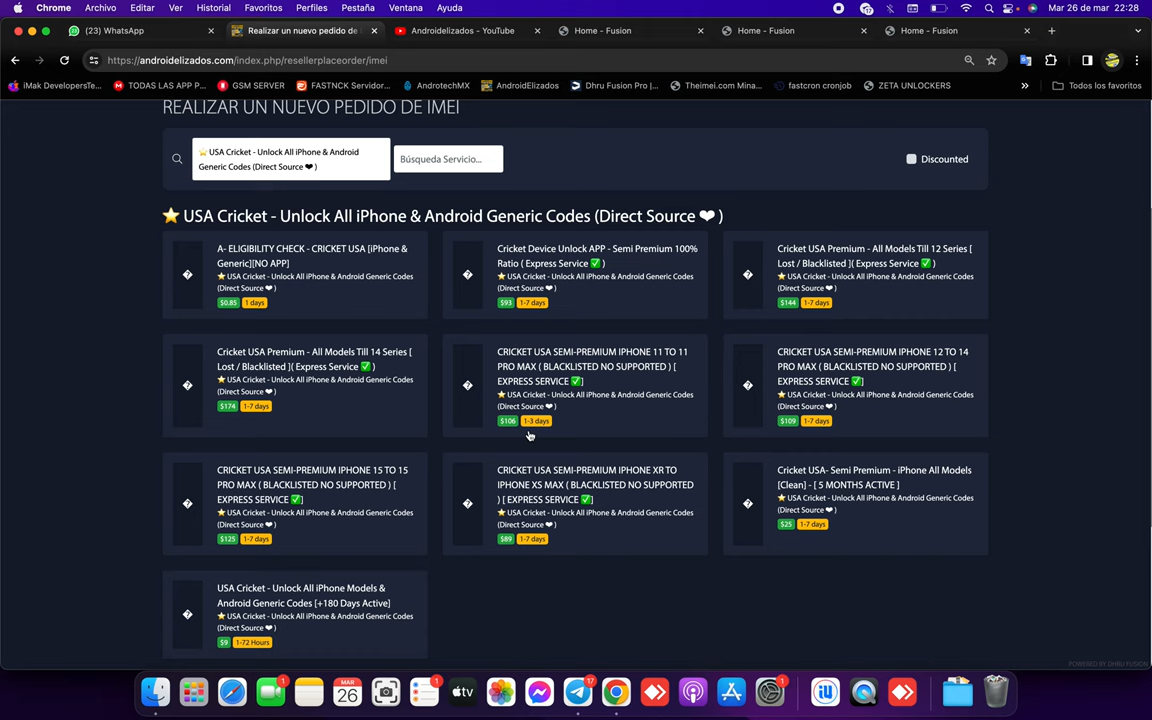 Chrome Archivo Editar Ver Historial Favoritos Perfiles Pestaña Ventana Ayuda Mar 26 de mar 22:28
(23) WhatsApp Realizar un nuevo pedido de Androidelizados - YouTube Home - Fusion Home - Fusion Home - Fusion
https://androidelizados.com/index.php/resellerplaceorder/imei
iMak DevelopersTe... TODAS LAS APP P... GSM SERVER FASTNCK Servidor... AndrotechMX AndroidElizados Dhru Fusion Pro |... Theimei.com Mina... fastcron cronjob ZETA UNLOCKERS » Todos los favoritos
REALIZAR UN NUEVO PEDIDO DE IMEI
⭐ USA Cricket - Unlock All iPhone & Android
Generic Codes (Direct Source ❤ )
Búsqueda Servicio...
Discounted
⭐ USA Cricket - Unlock All iPhone & Android Generic Codes (Direct Source ❤ )
A- ELIGIBILITY CHECK - CRICKET USA [iPhone &
Generic][NO APP]
⭐ USA Cricket - Unlock All iPhone & Android Generic Codes
(Direct Source ❤ )
$0.85 1 days
Cricket Device Unlock APP - Semi Premium 100%
Ratio ( Express Service ✅ )
⭐ USA Cricket - Unlock All iPhone & Android Generic Codes
(Direct Source ❤ )
$93 1-7 days
Cricket USA Premium - All Models Till 12 Series [
Lost / Blacklisted ]( Express Service ✅ )
⭐ USA Cricket - Unlock All iPhone & Android Generic Codes
(Direct Source ❤ )
$144 1-7 days
Cricket USA Premium - All Models Till 14 Series [
Lost / Blacklisted ]( Express Service ✅ )
⭐ USA Cricket - Unlock All iPhone & Android Generic Codes
(Direct Source ❤ )
$174 1-7 days
CRICKET USA SEMI-PREMIUM IPHONE 11 TO 11
PRO MAX ( BLACKLISTED NO SUPPORTED ) [
EXPRESS SERVICE ✅]
⭐ USA Cricket - Unlock All iPhone & Android Generic Codes
(Direct Source ❤ )
$106 1-3 days
CRICKET USA SEMI-PREMIUM IPHONE 12 TO 14
PRO MAX ( BLACKLISTED NO SUPPORTED ) [
EXPRESS SERVICE ✅]
⭐ USA Cricket - Unlock All iPhone & Android Generic Codes
(Direct Source ❤ )
$109 1-7 days
CRICKET USA SEMI-PREMIUM IPHONE 15 TO 15
PRO MAX ( BLACKLISTED NO SUPPORTED ) [
EXPRESS SERVICE ✅]
⭐ USA Cricket - Unlock All iPhone & Android Generic Codes
(Direct Source ❤ )
$125 1-7 days
CRICKET USA SEMI-PREMIUM IPHONE XR TO
IPHONE XS MAX ( BLACKLISTED NO SUPPORTED
) [ EXPRESS SERVICE ✅]
⭐ USA Cricket - Unlock All iPhone & Android Generic Codes
(Direct Source ❤ )
$89 1-7 days
Cricket USA- Semi Premium - iPhone All Models
[Clean] - [ 5 MONTHS ACTIVE ]
⭐ USA Cricket - Unlock All iPhone & Android Generic Codes
(Direct Source ❤ )
$25 1-7 days
USA Cricket - Unlock All iPhone Models &
Android Generic Codes [+180 Days Active]
⭐ USA Cricket - Unlock All iPhone & Android Generic Codes
(Direct Source ❤ )
$9 1-72 Hours
POWERED BY DHRU FUSION
MAR
26
1 1 tv 17 1 iU